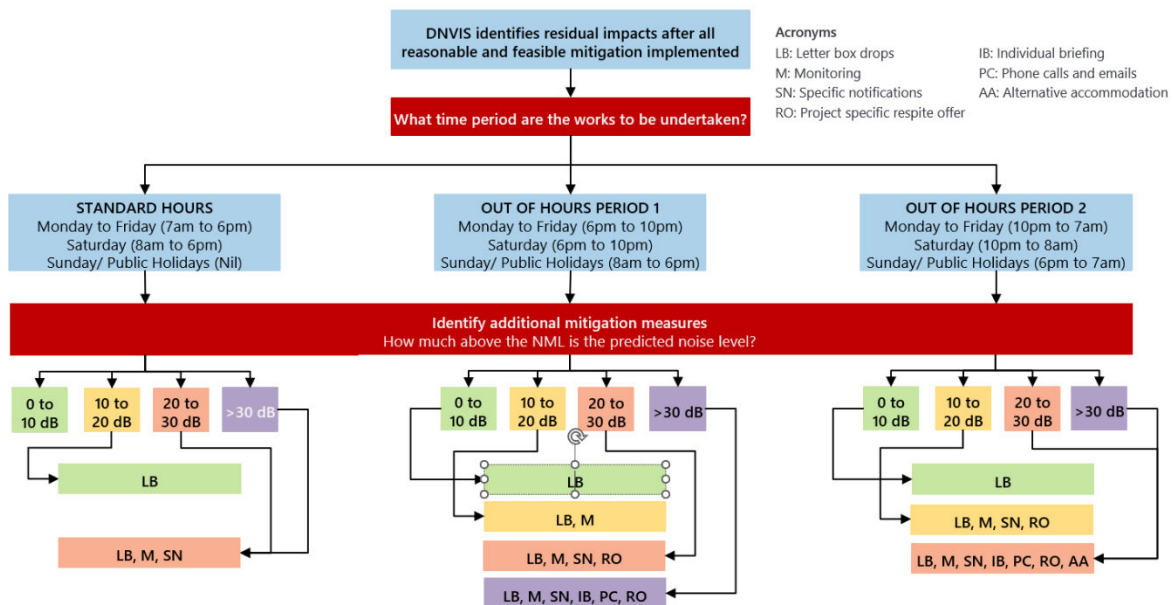 DNVIS identifies residual impacts after all
reasonable and feasible mitigation implemented
Acronyms
LB: Letter box drops
IB: Individual briefing
M: Monitoring
PC: Phone calls and emails
SN: Specific notifications
AA: Alternative accommodation
RO: Project specific respite offer
What time period are the works to be undertaken?
STANDARD HOURS
Monday to Friday (7am to 6pm)
Saturday (8am to 6pm)
Sunday/ Public Holidays (Nil)
OUT OF HOURS PERIOD 1
Monday to Friday (6pm to 10pm)
Saturday (6pm to 10pm)
Sunday/ Public Holidays (8am to 6pm)
OUT OF HOURS PERIOD 2
Monday to Friday (10pm to 7am)
Saturday (10pm to 8am)
Sunday/ Public Holidays (6pm to 7am)
Identify additional mitigation measures
How much above the NML is the predicted noise level?
0 to
10 dB
10 to
20 dB
20 to
30 dB
>30 dB
LB
LB, M, SN
0 to
10 dB
10 to
20 dB
20 to
30 dB
>30 dB
LB
LB, M
LB, M, SN, RO
LB, M, SN, IB, PC, RO
0 to
10 dB
10 to
20 dB
20 to
30 dB
>30 dB
LB
LB, M, SN, RO
LB, M, SN, IB, PC, RO, AA